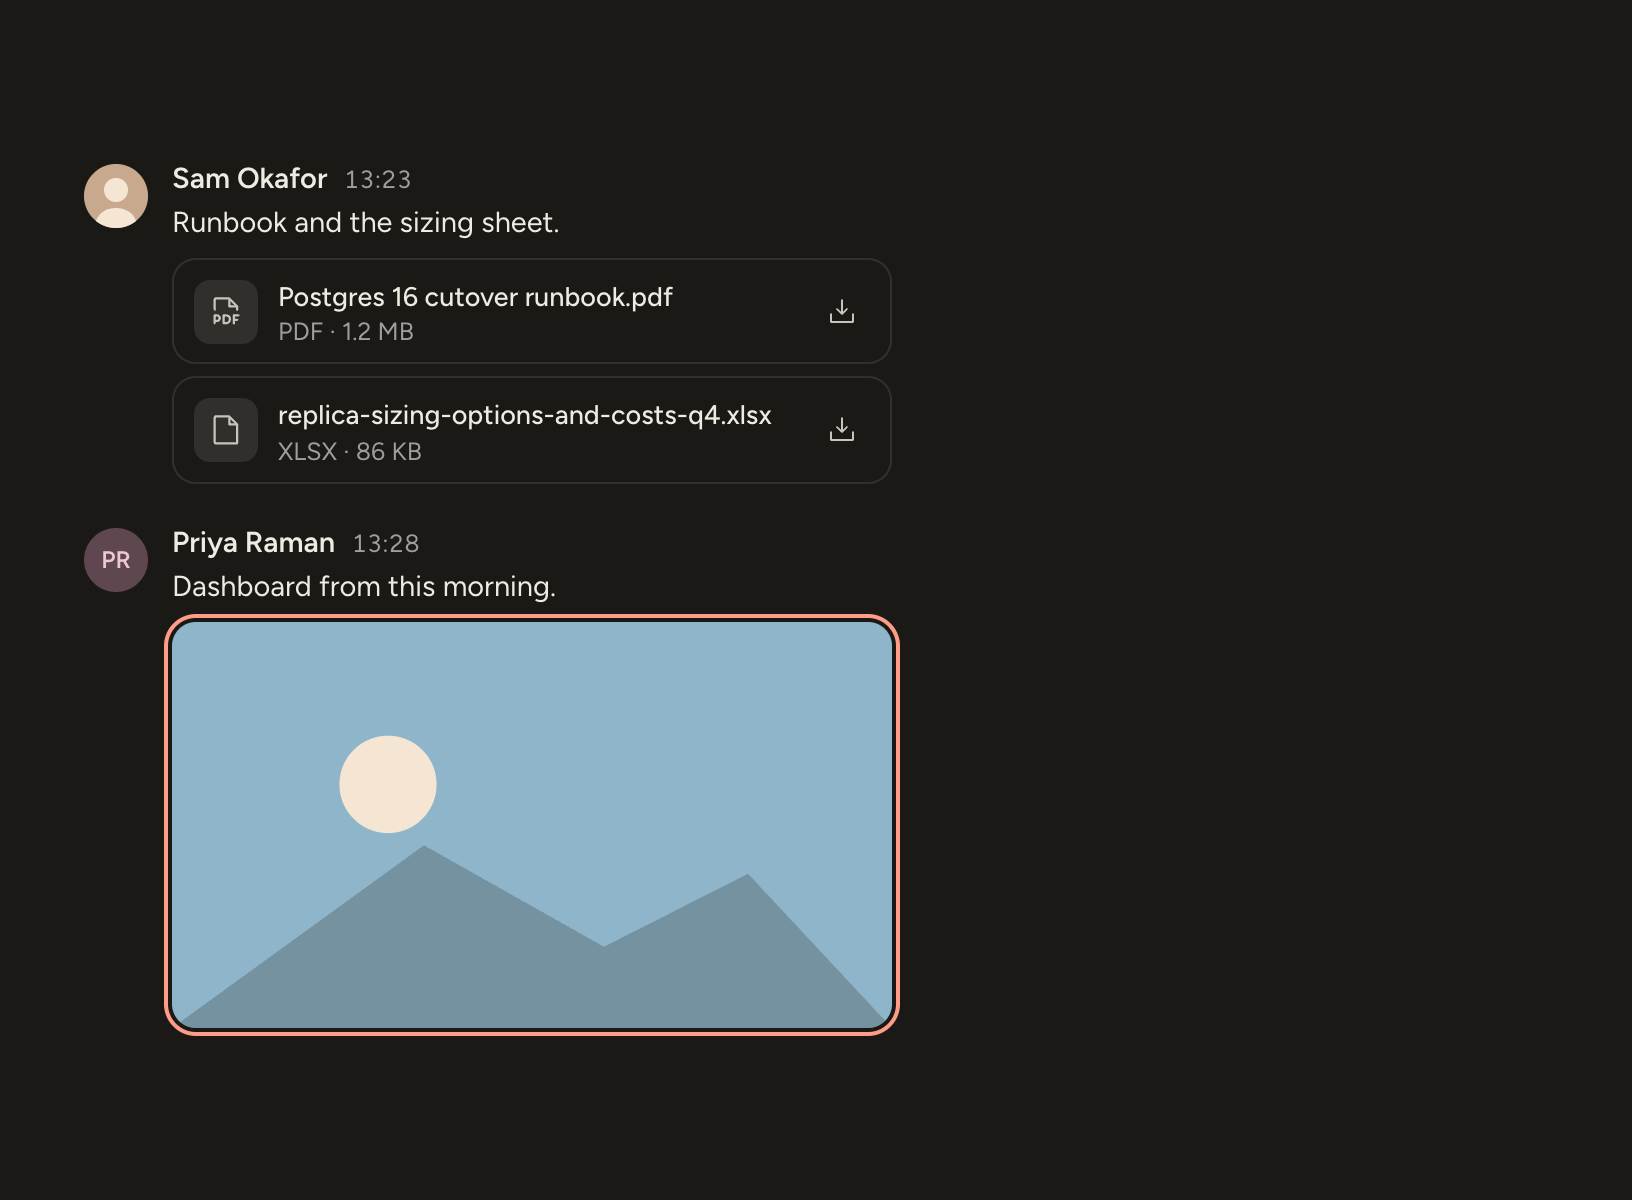 Sam Okafor 13:23
Runbook and the sizing sheet.
PDF
Postgres 16 cutover runbook.pdf
PDF · 1.2 MB
replica-sizing-options-and-costs-q4.xlsx
XLSX · 86 KB
PR
Priya Raman 13:28
Dashboard from this morning.